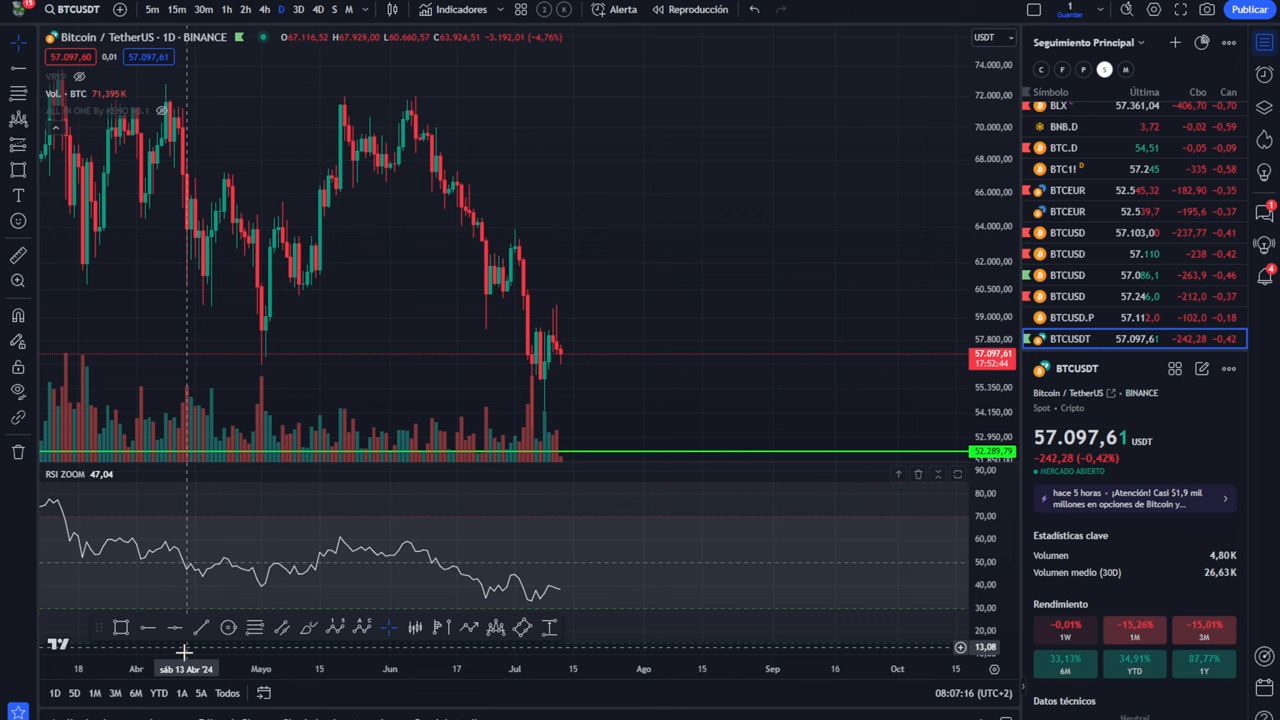 15
BTCUSDT
5m 15m 30m 1h 2h 4h D 3D 4D S M
Indicadores
2 K
Alerta
Reproducción
1
Guardar
Publicar
Bitcoin / TetherUS · 1D · BINANCE
O67.116,52 H67.929,00 L60.660,57 C63.924,51 −3.192,01 (−4,76%)
57.097,60 0,01 57.097,61
VRVP
Vol. · BTC 71,395K
USDT
74.000,00
72.000,00
70.000,00
68.000,00
66.000,00
64.000,00
62.000,00
60.500,00
59.000,00
57.800,00
57.097,61
17:52:44
55.350,00
54.150,00
52.950,00
52.289,79
RSI ZOOM 47,04
90,00
80,00
70,00
60,00
50,00
40,00
30,00
20,00
13,08
18 Abr sáb 13 Abr '24 Mayo 15 Jun 17 Jul 15 Ago 15 Sep 16 Oct 15
1D 5D 1M 3M 6M YTD 1A 5A Todos
08:07:16 (UTC+2)
Seguimiento Principal
C F P S M
Símbolo Última Cbo Can
BLX 57.361,04 −406,70 −0,70
BNB.D 3,72 −0,02 −0,59
BTC.D 54,51 −0,05 −0,09
BTC1! D 57.245 −335 −0,58
BTCEUR 52.545,32 −182,90 −0,35
BTCEUR 52.539,7 −195,6 −0,37
BTCUSD 57.103,00 −237,77 −0,41
BTCUSD 57.110 −238 −0,42
BTCUSD 57.086,1 −263,9 −0,46
BTCUSD 57.246,0 −212,0 −0,37
BTCUSD.P 57.112,0 −102,0 −0,18
BTCUSDT 57.097,61 −242,28 −0,42
BTCUSDT
Bitcoin / TetherUS · BINANCE
Spot · Cripto
57.097,61 USDT
−242,28 (−0,42%)
MERCADO ABIERTO
hace 5 horas · ¡Atención! Casi $1,9 mil
millones en opciones de Bitcoin y...
Estadísticas clave
Volumen 4,80K
Volumen medio (30D) 26,63K
Rendimiento
−0,01% −15,26% −15,01%
1W 1M 3M
33,13% 34,91% 87,77%
6M YTD 1Y
Datos técnicos
Neutral
1
4